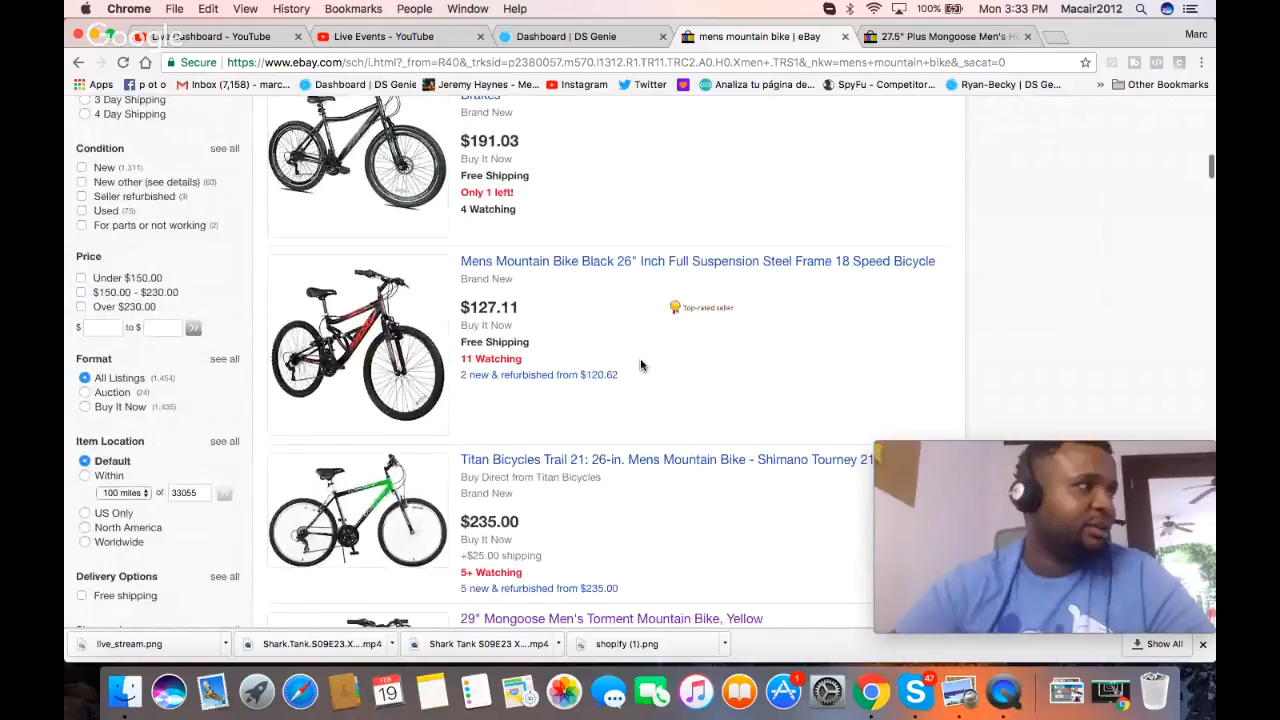 Chrome File Edit View History Bookmarks People Window Help 100% Mon 3:33 PM Macair2012
Google
Live Dashboard - YouTube
Live Events - YouTube
Dashboard | DS Genie
mens mountain bike | eBay
27.5" Plus Mongoose Men's H
Marc
Secure https://www.ebay.com/sch/i.html?_from=R40&_trksid=p2380057.m570.l1312.R1.TR11.TRC2.A0.H0.Xmen+.TRS1&_nkw=mens+mountain+bike&_sacat=0
Apps p ot o Inbox (7,158) - marc... Dashboard | DS Genie Jeremy Haynes - Me... Instagram Twitter Analiza tu página de... SpyFu - Competitor... Ryan-Becky | DS Ge... » Other Bookmarks
3 Day Shipping
4 Day Shipping
Condition see all
New (1,311)
New other (see details) (63)
Seller refurbished (3)
Used (75)
For parts or not working (2)
Price
Under $150.00
$150.00 - $230.00
Over $230.00
$ to $
Format see all
All Listings (1,454)
Auction (24)
Buy It Now (1,435)
Item Location see all
Default
Within
100 miles of 33055
US Only
North America
Worldwide
Delivery Options see all
Free shipping
Brakes
Brand New
$191.03
Buy It Now
Free Shipping
Only 1 left!
4 Watching
Mens Mountain Bike Black 26" Inch Full Suspension Steel Frame 18 Speed Bicycle
Brand New
$127.11
Top-rated seller
Buy It Now
Free Shipping
11 Watching
2 new & refurbished from $120.62
Titan Bicycles Trail 21: 26-in. Mens Mountain Bike - Shimano Tourney 21
Buy Direct from Titan Bicycles
Brand New
$235.00
Buy It Now
+$25.00 shipping
5+ Watching
5 new & refurbished from $235.00
29" Mongoose Men's Torment Mountain Bike, Yellow
live_stream.png
Shark.Tank.S09E23.X....mp4
Shark Tank S09E23 X....mp4
shopify (1).png
Show All
FEB
19
1
47